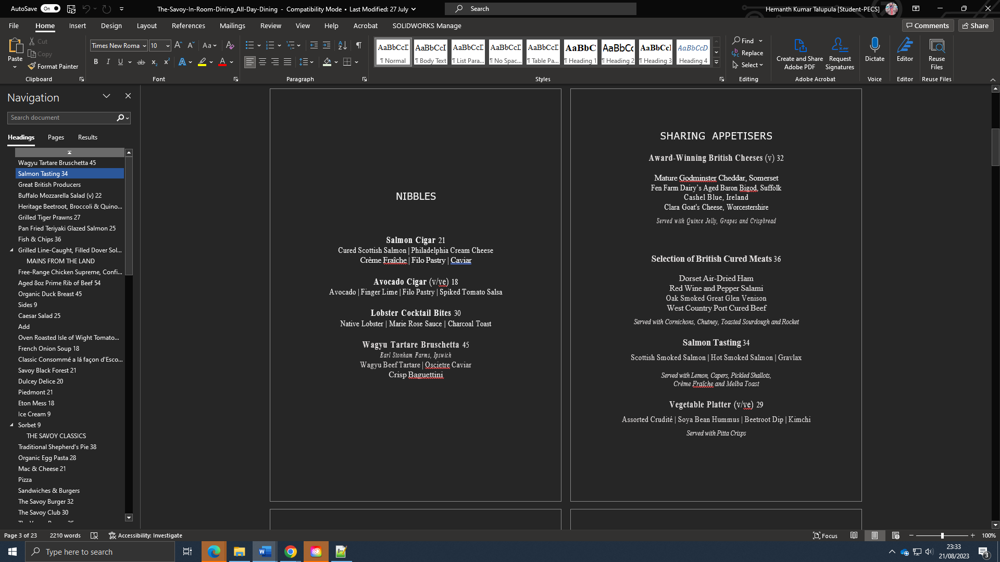 AutoSave On The-Savoy-In-Room-Dining_All-Day-Dining - Compatibility Mode • Last Modified: 27 July Search Hemanth Kumar Talupula [Student-PECS]
File Home Insert Design Layout References Mailings Review View Help Acrobat SOLIDWORKS Manage Comments Share
Paste
Cut
Copy
Format Painter
Clipboard
Times New Roma 10
Font
Paragraph
AaBbCcD AaBbCcI AaBbCcD AaBbCcD AaBbCcD AaBbC AaBbCc AaBbCcI AaBbCcD
¶ Normal ¶ Body Text ¶ List Para... ¶ No Spac... ¶ Table Pa... ¶ Heading 1 ¶ Heading 2 ¶ Heading 3 Heading 4
Styles
Find
Replace
Select
Editing
Create and Share Adobe PDF
Request Signatures
Adobe Acrobat
Dictate
Voice
Editor
Editor
Reuse Files
Reuse Files
Navigation
Search document
Headings Pages Results
Wagyu Tartare Bruschetta 45
Salmon Tasting 34
Great British Producers
Buffalo Mozzarella Salad (v) 22
Heritage Beetroot, Broccoli & Quino...
Grilled Tiger Prawns 27
Pan Fried Teriyaki Glazed Salmon 25
Fish & Chips 36
Grilled Line-Caught, Filled Dover Sol...
MAINS FROM THE LAND
Free-Range Chicken Supreme, Confi...
Aged 8oz Prime Rib of Beef 54
Organic Duck Breast 45
Sides 9
Caesar Salad 25
Add
Oven Roasted Isle of Wight Tomato...
French Onion Soup 18
Classic Consommé a lá façon d'Esco...
Savoy Black Forest 21
Dulcey Delice 20
Piedmont 21
Eton Mess 18
Ice Cream 9
Sorbet 9
THE SAVOY CLASSICS
Traditional Shepherd's Pie 38
Organic Egg Pasta 28
Mac & Cheese 21
Pizza
Sandwiches & Burgers
The Savoy Burger 32
The Savoy Club 30
NIBBLES
Salmon Cigar 21
Cured Scottish Salmon | Philadelphia Cream Cheese
Crème Fraîche | Filo Pastry | Caviar
Avocado Cigar (v/ve) 18
Avocado | Finger Lime | Filo Pastry | Spiked Tomato Salsa
Lobster Cocktail Bites 30
Native Lobster | Marie Rose Sauce | Charcoal Toast
Wagyu Tartare Bruschetta 45
Earl Stonham Farms, Ipswich
Wagyu Beef Tartare | Oscietre Caviar
Crisp Baguettini
SHARING APPETISERS
Award-Winning British Cheeses (v) 32
Mature Godminster Cheddar, Somerset
Fen Farm Dairy’s Aged Baron Bigod, Suffolk
Cashel Blue, Ireland
Clara Goat's Cheese, Worcestershire
Served with Quince Jelly, Grapes and Crispbread
Selection of British Cured Meats 36
Dorset Air-Dried Ham
Red Wine and Pepper Salami
Oak Smoked Great Glen Venison
West Country Port Cured Beef
Served with Cornichons, Chutney, Toasted Sourdough and Rocket
Salmon Tasting 34
Scottish Smoked Salmon | Hot Smoked Salmon | Gravlax
Served with Lemon, Capers, Pickled Shallots,
Crème Fraîche and Melba Toast
Vegetable Platter (v/ve) 29
Assorted Crudité | Soya Bean Hummus | Beetroot Dip | Kimchi
Served with Pitta Crisps
Page 3 of 23 2210 words Accessibility: Investigate Focus 100%
Type here to search
23:33
21/08/2023
3